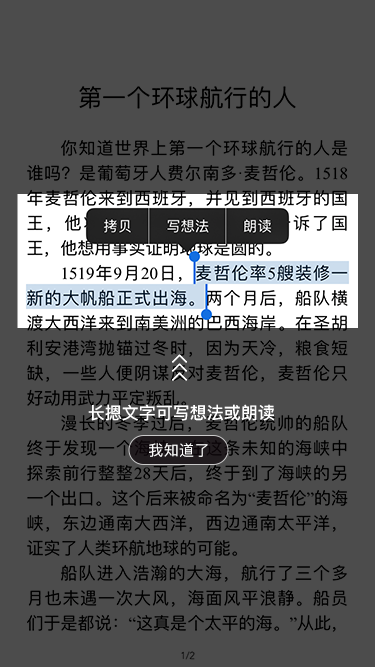 第一个环球航行的人
你知道世界上第一个环球航行的人是
谁吗？是葡萄牙人费尔南多·麦哲伦。1518
年麦哲伦来到西班牙，并见到西班牙的国
王，他
诉了国
拷贝 写想法 朗读
王，他想用事实证明地球是圆的。
1519年9月20日，麦哲伦率5艘装修一
新的大帆船正式出海。两个月后，船队横
渡大西洋来到南美洲的巴西海岸。在圣胡
利安港湾抛锚过冬时，因为天冷，粮食短
缺，一些人便阴谋反对麦哲伦，麦哲伦只
好动用武力平定叛乱。
长摁文字可写想法或朗读
漫长的冬季过后，麦哲伦统帅的船队
终于发现一个海
条未知的海峡中
我知道了
探索前行整整28天后，终于到了海峡的另
一个出口。这个后来被命名为“麦哲伦”的海
峡，东边通南大西洋，西边通南太平洋，
证实了人类环航地球的可能。
船队进入浩瀚的大海，航行了三个多
月也未遇一次大风，海面风平浪静。船员
们于是都说：“这真是个太平的海。”从此，
1/2